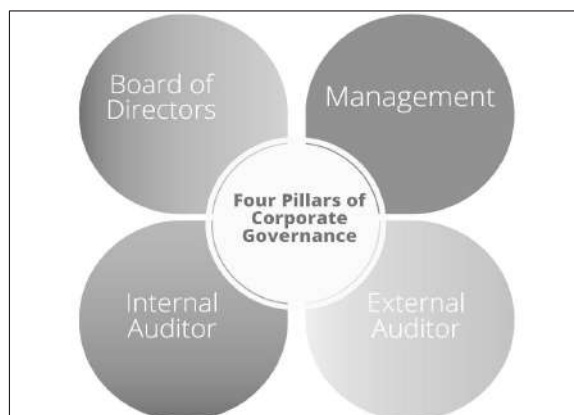 Board of
Directors
Management
Four Pillars of
Corporate
Governance
Internal
Auditor
External
Auditor